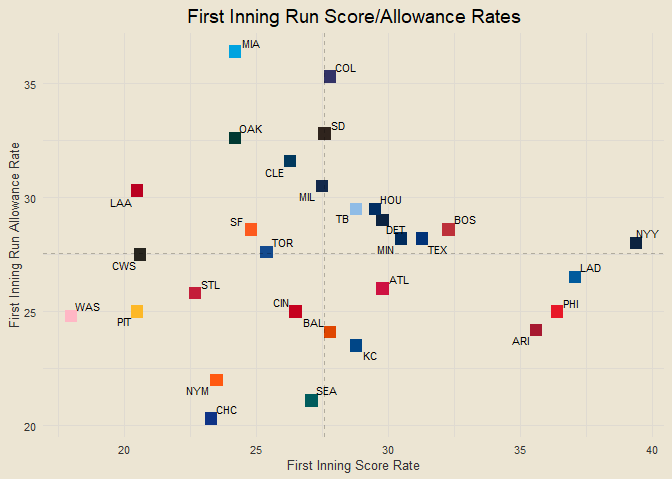 First Inning Run Score/Allowance Rates
MIA
COL
35
OAK
SD
CLE
LAA
MIL
30
HOU
TB
BOS
SF
DET
NYY
TOR
MIN
TEX
CWS
LAD
STL
ATL
WAS
CIN
PHI
25
PIT
BAL
ARI
KC
NYM
SEA
CHC
20
20
25
30
35
40
First Inning Score Rate
First Inning Run Allowance Rate